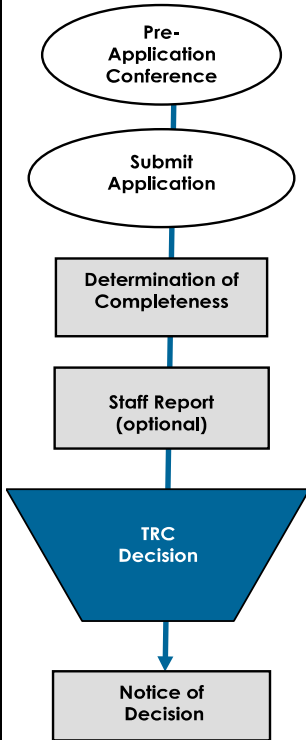 Pre-
Application
Conference
Submit
Application
Determination of
Completeness
Staff Report
(optional)
TRC
Decision
Notice of
Decision